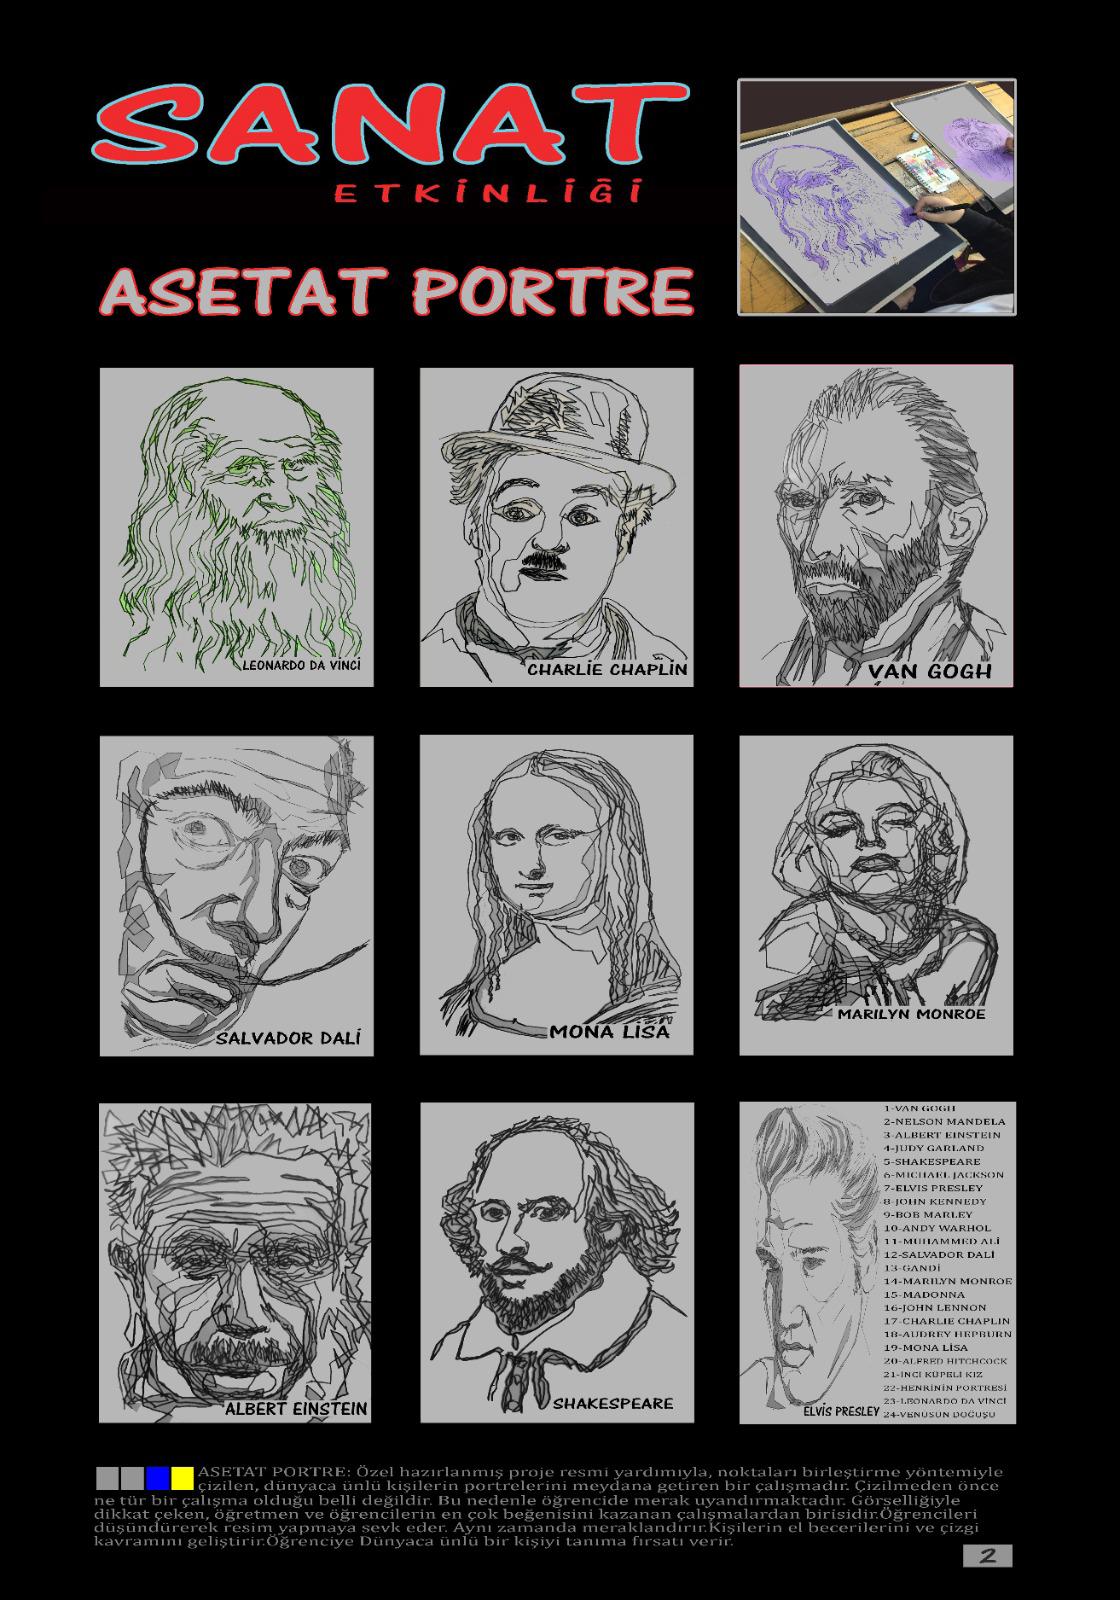 SANAT
ETKİNLİĞİ
ASETAT PORTRE
LEONARDO DA VİNCİ
CHARLİE CHAPLİN
VAN GOGH
SALVADOR DALİ
MONA LİSA
MARILYN MONROE
ALBERT EINSTEIN
SHAKESPEARE
ELVİS PRESLEY
1-VAN GOGH
2-NELSON MANDELA
3-ALBERT EINSTEIN
4-JUDY GARLAND
5-SHAKESPEARE
6-MICHAEL JACKSON
7-ELVIS PRESLEY
8-JOHN KENNEDY
9-BOB MARLEY
10-ANDY WARHOL
11-MUHAMMED ALİ
12-SALVADOR DALİ
13-GANDİ
14-MARILYN MONROE
15-MADONNA
16-JOHN LENNON
17-CHARLIE CHAPLIN
18-AUDREY HEPBURN
19-MONA LİSA
20-ALFRED HITCHCOCK
21-İNCİ KÜPELİ KIZ
22-HENRİNİN PORTRESİ
23-LEONARDO DA VİNCİ
24-VENÜSÜN DOĞUŞU
ASETAT PORTRE: Özel hazırlanmış proje resmi yardımıyla, noktaları birleştirme yöntemiyle
çizilen, dünyaca ünlü kişilerin portrelerini meydana getiren bir çalışmadır. Çizilmeden önce
ne tür bir çalışma olduğu belli değildir. Bu nedenle öğrencide merak uyandırmaktadır. Görselliğiyle
dikkat çeken, öğretmen ve öğrencilerin en çok beğenisini kazanan çalışmalardan birisidir.Öğrencileri
düşündürerek resim yapmaya sevk eder. Aynı zamanda meraklandırır.Kişilerin el becerilerini ve çizgi
kavramını geliştirir.Öğrenciye Dünyaca ünlü bir kişiyi tanıma fırsatı verir.
2